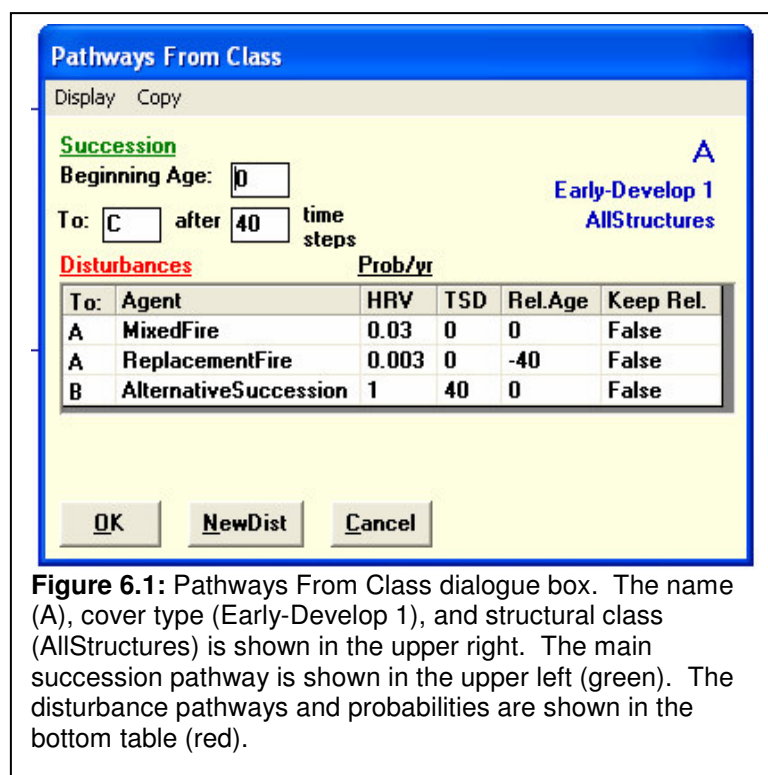 Pathways From Class
Display Copy
Succession
Beginning Age: 0
To: C after 40 time steps
A
Early-Develop 1
AllStructures
Disturbances Prob/yr
To: Agent HRV TSD Rel.Age Keep Rel.
A MixedFire 0.03 0 0 False
A ReplacementFire 0.003 0 -40 False
B AlternativeSuccession 1 40 0 False
OK NewDist Cancel
Figure 6.1: Pathways From Class dialogue box. The name
(A), cover type (Early-Develop 1), and structural class
(AllStructures) is shown in the upper right. The main
succession pathway is shown in the upper left (green). The
disturbance pathways and probabilities are shown in the
bottom table (red).